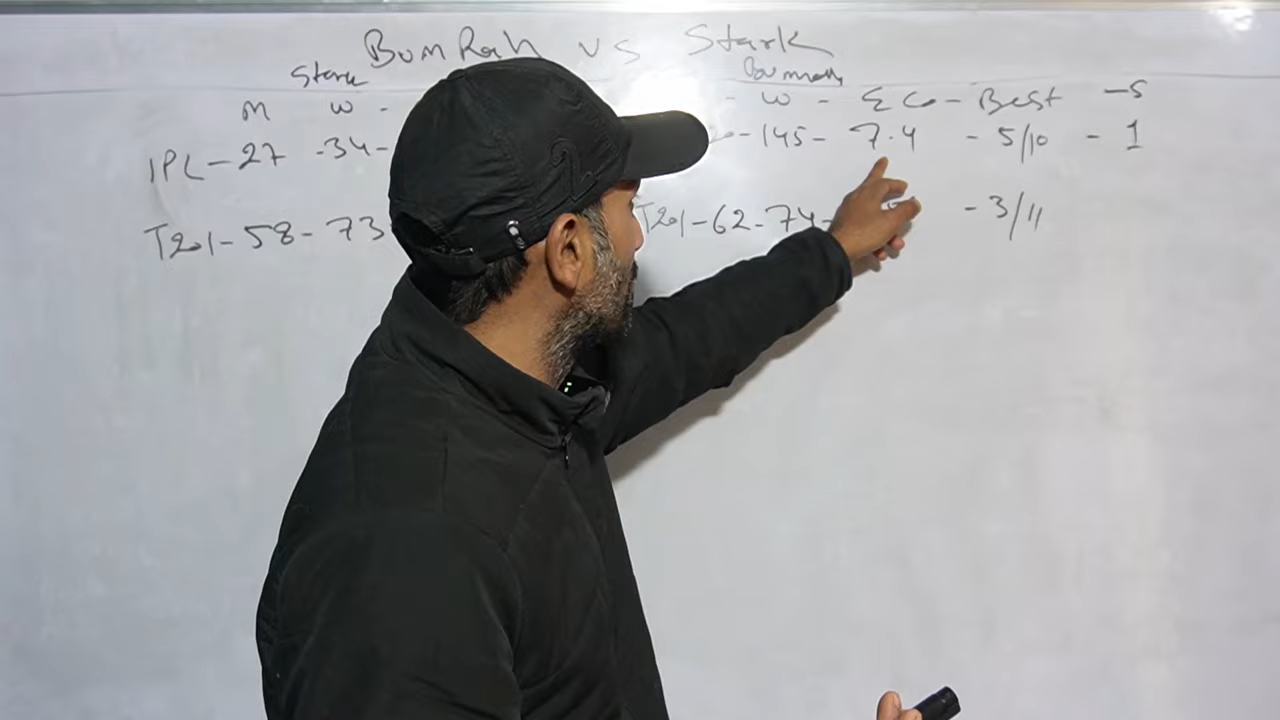 BumRah vs Stark
Stark Bumrah
M W - - W - ECo - Best - 5
IPL - 27 - 34 - - 145 - 7.4 - 5/10 - 1
T20I - 58 - 73 T20I - 62 - 74 - - 3/11
2